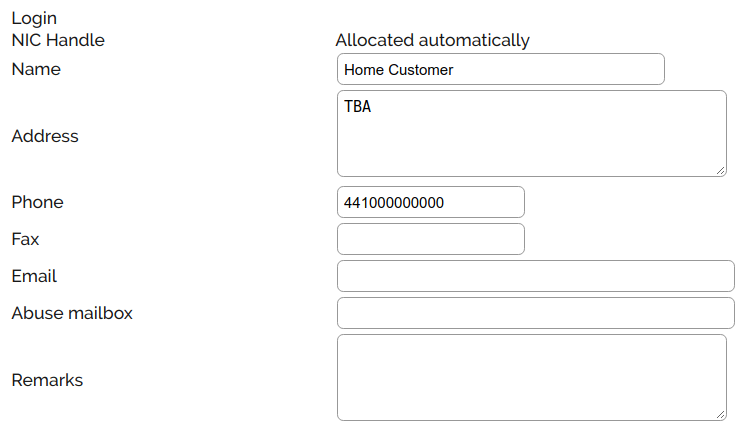 Login
NIC Handle Allocated automatically
Name Home Customer
Address TBA
Phone 441000000000
Fax
Email
Abuse mailbox
Remarks